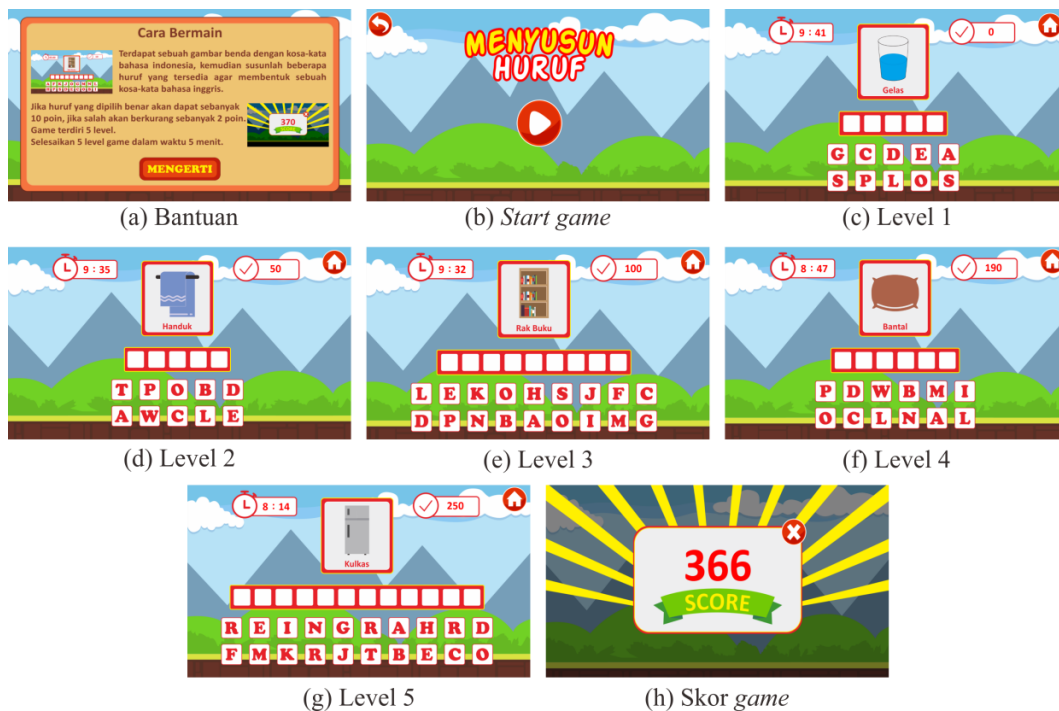 Cara Bermain
Terdapat sebuah gambar benda dengan kosa-kata
bahasa indonesia, kemudian susunlah beberapa
huruf yang tersedia agar membentuk sebuah
kosa-kata bahasa inggris.
Jika huruf yang dipilih benar akan dapat sebanyak
10 poin, jika salah akan berkurang sebanyak 2 poin.
Game terdiri 5 level.
Selesaikan 5 level game dalam waktu 5 menit.
370
MENGERTI
(a) Bantuan
MENYUSUN
HURUF
(b) Start game
9 : 41
0
Gelas
G C D E A
S P L O S
(c) Level 1
9 : 35
50
Handuk
T P O B D
A W C L E
(d) Level 2
9 : 32
100
Rak Buku
L E K O H S J F C
D P N B A O I M G
(e) Level 3
8 : 47
190
Bantal
P D W B M I
O C L N A L
(f) Level 4
8 : 14
250
Kulkas
R E I N G R A H R D
F M K R J T B E C O
(g) Level 5
366
SCORE
(h) Skor game